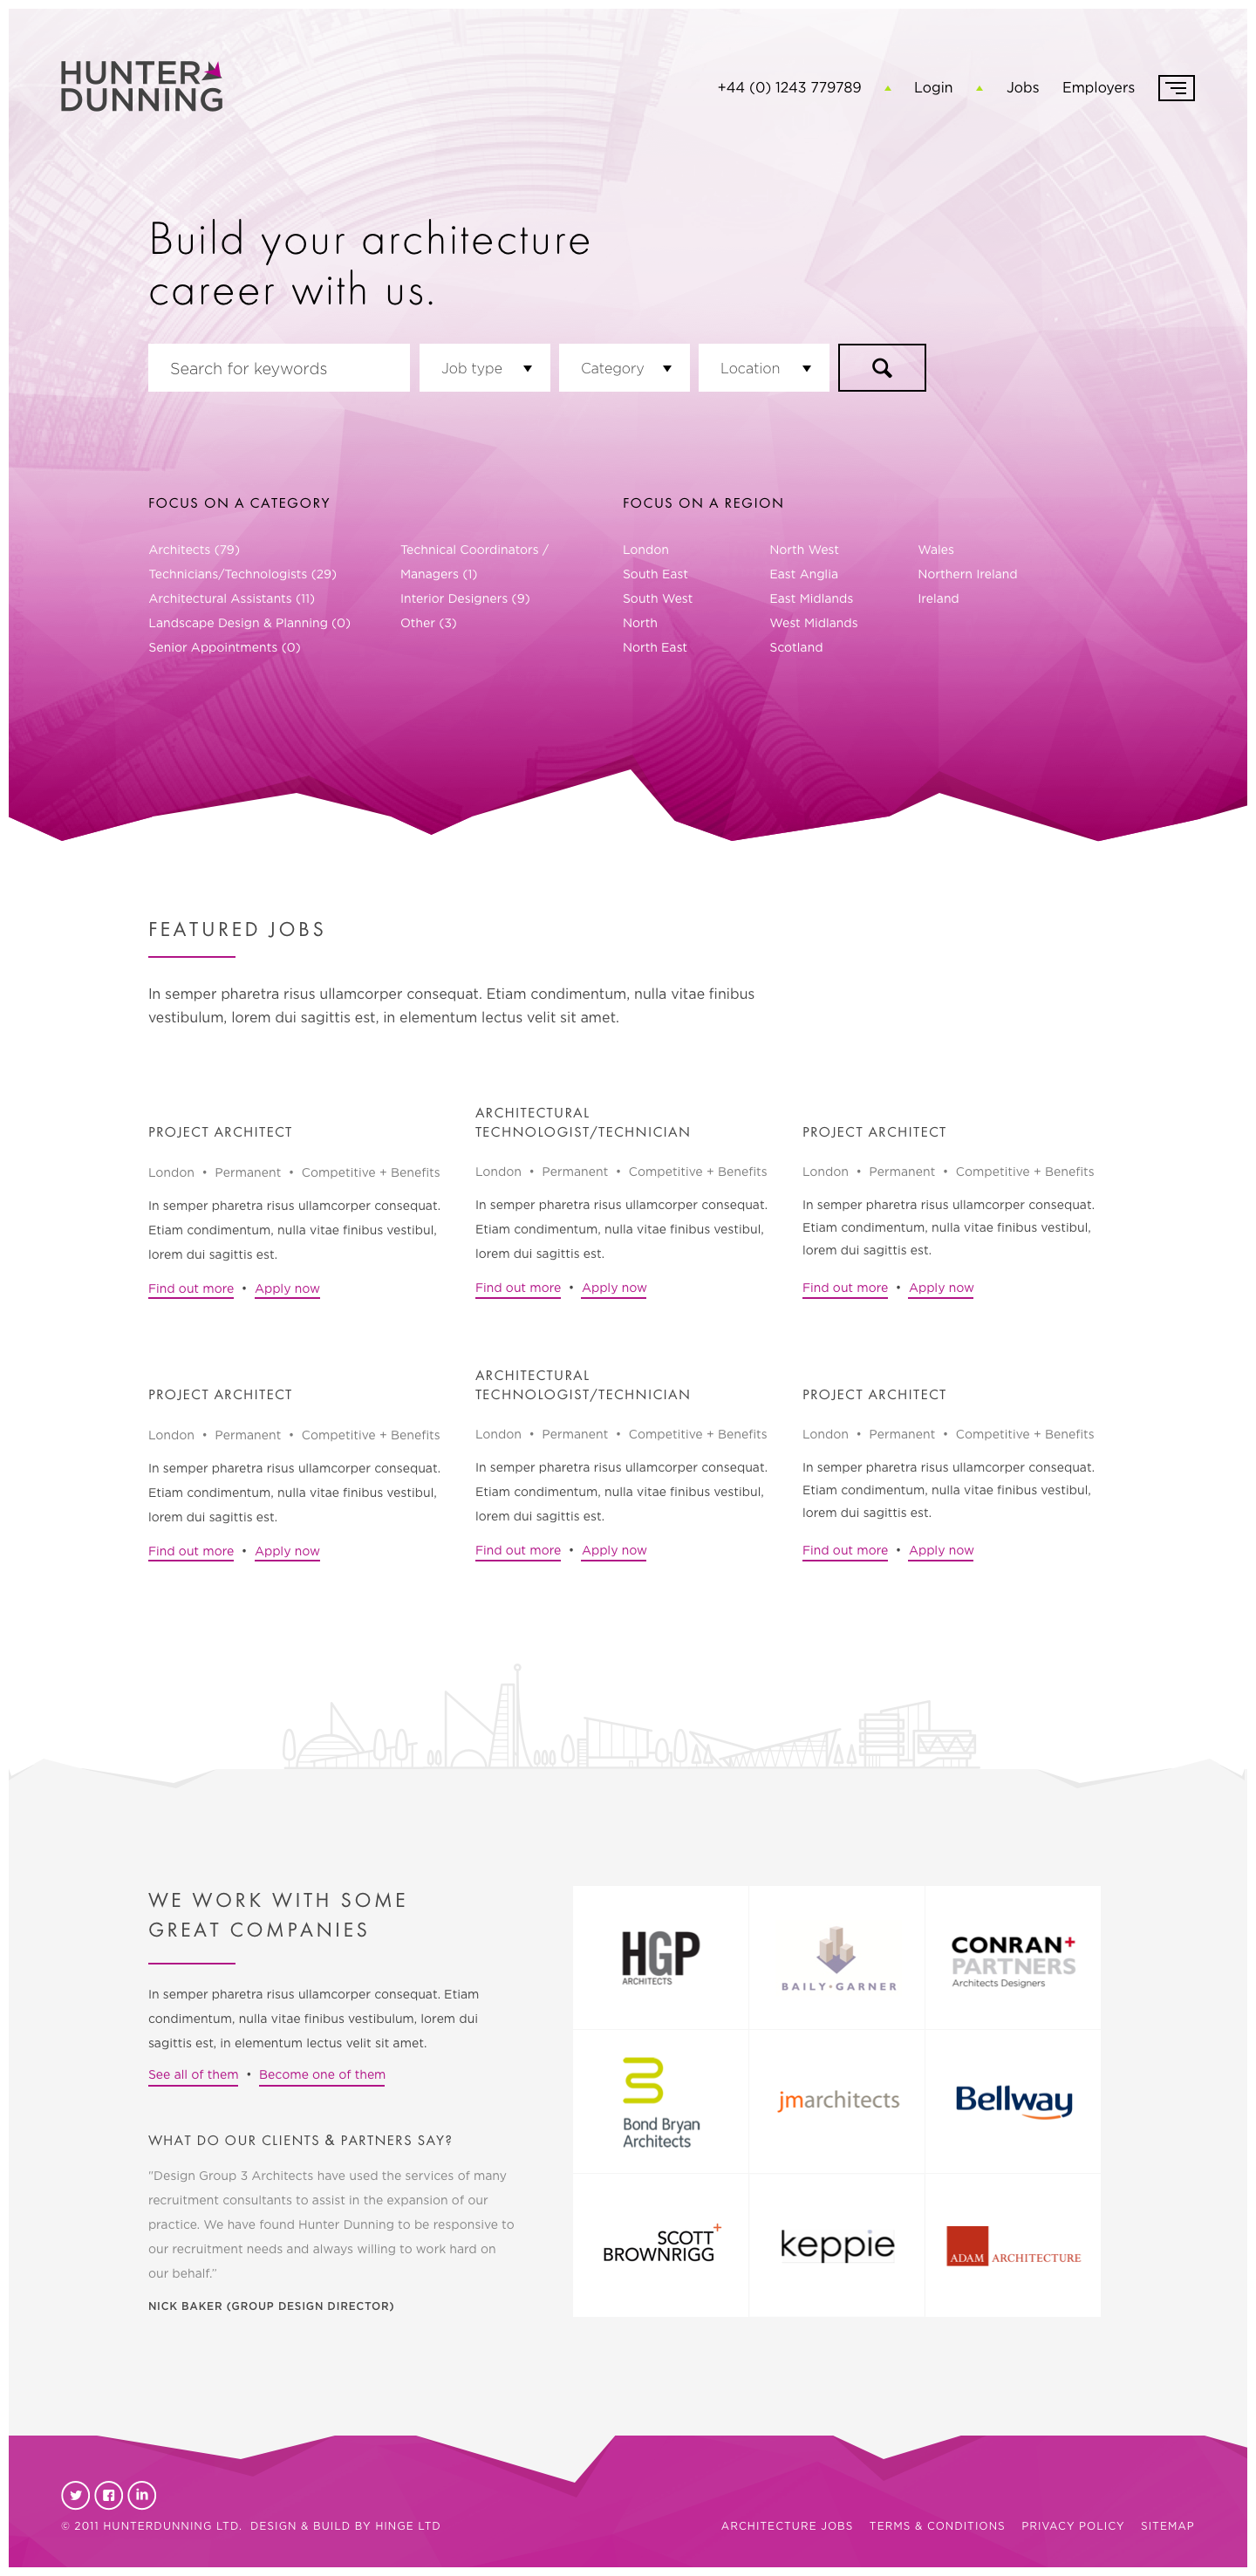 HUNTER
DUNNING
+44 (0) 1243 779789
Login
Jobs
Employers
Build your architecture
career with us.
Search for keywords
Job type
Category
Location
FOCUS ON A CATEGORY
Architects (79)
Technicians/Technologists (29)
Architectural Assistants (11)
Landscape Design & Planning (0)
Senior Appointments (0)
Technical Coordinators /
Managers (1)
Interior Designers (9)
Other (3)
FOCUS ON A REGION
London
South East
South West
North
North East
North West
East Anglia
East Midlands
West Midlands
Scotland
Wales
Northern Ireland
Ireland
FEATURED JOBS
In semper pharetra risus ullamcorper consequat. Etiam condimentum, nulla vitae finibus
vestibulum, lorem dui sagittis est, in elementum lectus velit sit amet.
PROJECT ARCHITECT
London • Permanent • Competitive + Benefits
In semper pharetra risus ullamcorper consequat.
Etiam condimentum, nulla vitae finibus vestibul,
lorem dui sagittis est.
Find out more • Apply now
ARCHITECTURAL
TECHNOLOGIST/TECHNICIAN
London • Permanent • Competitive + Benefits
In semper pharetra risus ullamcorper consequat.
Etiam condimentum, nulla vitae finibus vestibul,
lorem dui sagittis est.
Find out more • Apply now
PROJECT ARCHITECT
London • Permanent • Competitive + Benefits
In semper pharetra risus ullamcorper consequat.
Etiam condimentum, nulla vitae finibus vestibul,
lorem dui sagittis est.
Find out more • Apply now
PROJECT ARCHITECT
London • Permanent • Competitive + Benefits
In semper pharetra risus ullamcorper consequat.
Etiam condimentum, nulla vitae finibus vestibul,
lorem dui sagittis est.
Find out more • Apply now
ARCHITECTURAL
TECHNOLOGIST/TECHNICIAN
London • Permanent • Competitive + Benefits
In semper pharetra risus ullamcorper consequat.
Etiam condimentum, nulla vitae finibus vestibul,
lorem dui sagittis est.
Find out more • Apply now
PROJECT ARCHITECT
London • Permanent • Competitive + Benefits
In semper pharetra risus ullamcorper consequat.
Etiam condimentum, nulla vitae finibus vestibul,
lorem dui sagittis est.
Find out more • Apply now
WE WORK WITH SOME
GREAT COMPANIES
In semper pharetra risus ullamcorper consequat. Etiam
condimentum, nulla vitae finibus vestibulum, lorem dui
sagittis est, in elementum lectus velit sit amet.
See all of them • Become one of them
WHAT DO OUR CLIENTS & PARTNERS SAY?
"Design Group 3 Architects have used the services of many
recruitment consultants to assist in the expansion of our
practice. We have found Hunter Dunning to be responsive to
our recruitment needs and always willing to work hard on
our behalf."
NICK BAKER (GROUP DESIGN DIRECTOR)
HGP
ARCHITECTS
BAILY•GARNER
CONRAN+
PARTNERS
Architects Designers
Bond Bryan
Architects
jmarchitects
Bellway
SCOTT+
BROWNRIGG
keppie
ADAM ARCHITECTURE
in
© 2011 HUNTERDUNNING LTD. DESIGN & BUILD BY HINGE LTD
ARCHITECTURE JOBS
TERMS & CONDITIONS
PRIVACY POLICY
SITEMAP